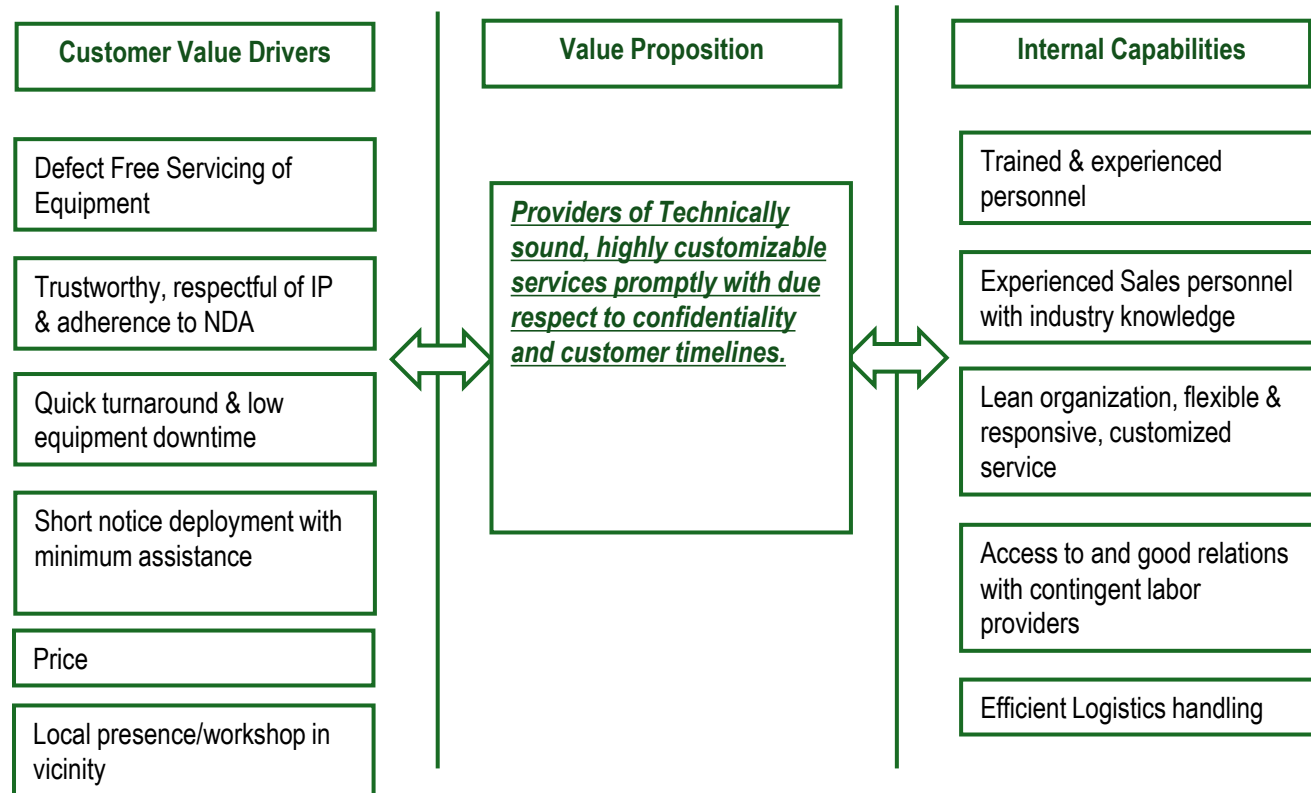 Customer Value Drivers
Defect Free Servicing of
Equipment
Trustworthy, respectful of IP
& adherence to NDA
Quick turnaround & low
equipment downtime
Short notice deployment with
minimum assistance
Price
Local presence/workshop in
vicinity
Value Proposition
Providers of Technically
sound, highly customizable
services promptly with due
respect to confidentiality
and customer timelines.
Internal Capabilities
Trained & experienced
personnel
Experienced Sales personnel
with industry knowledge
Lean organization, flexible &
responsive, customized
service
Access to and good relations
with contingent labor
providers
Efficient Logistics handling